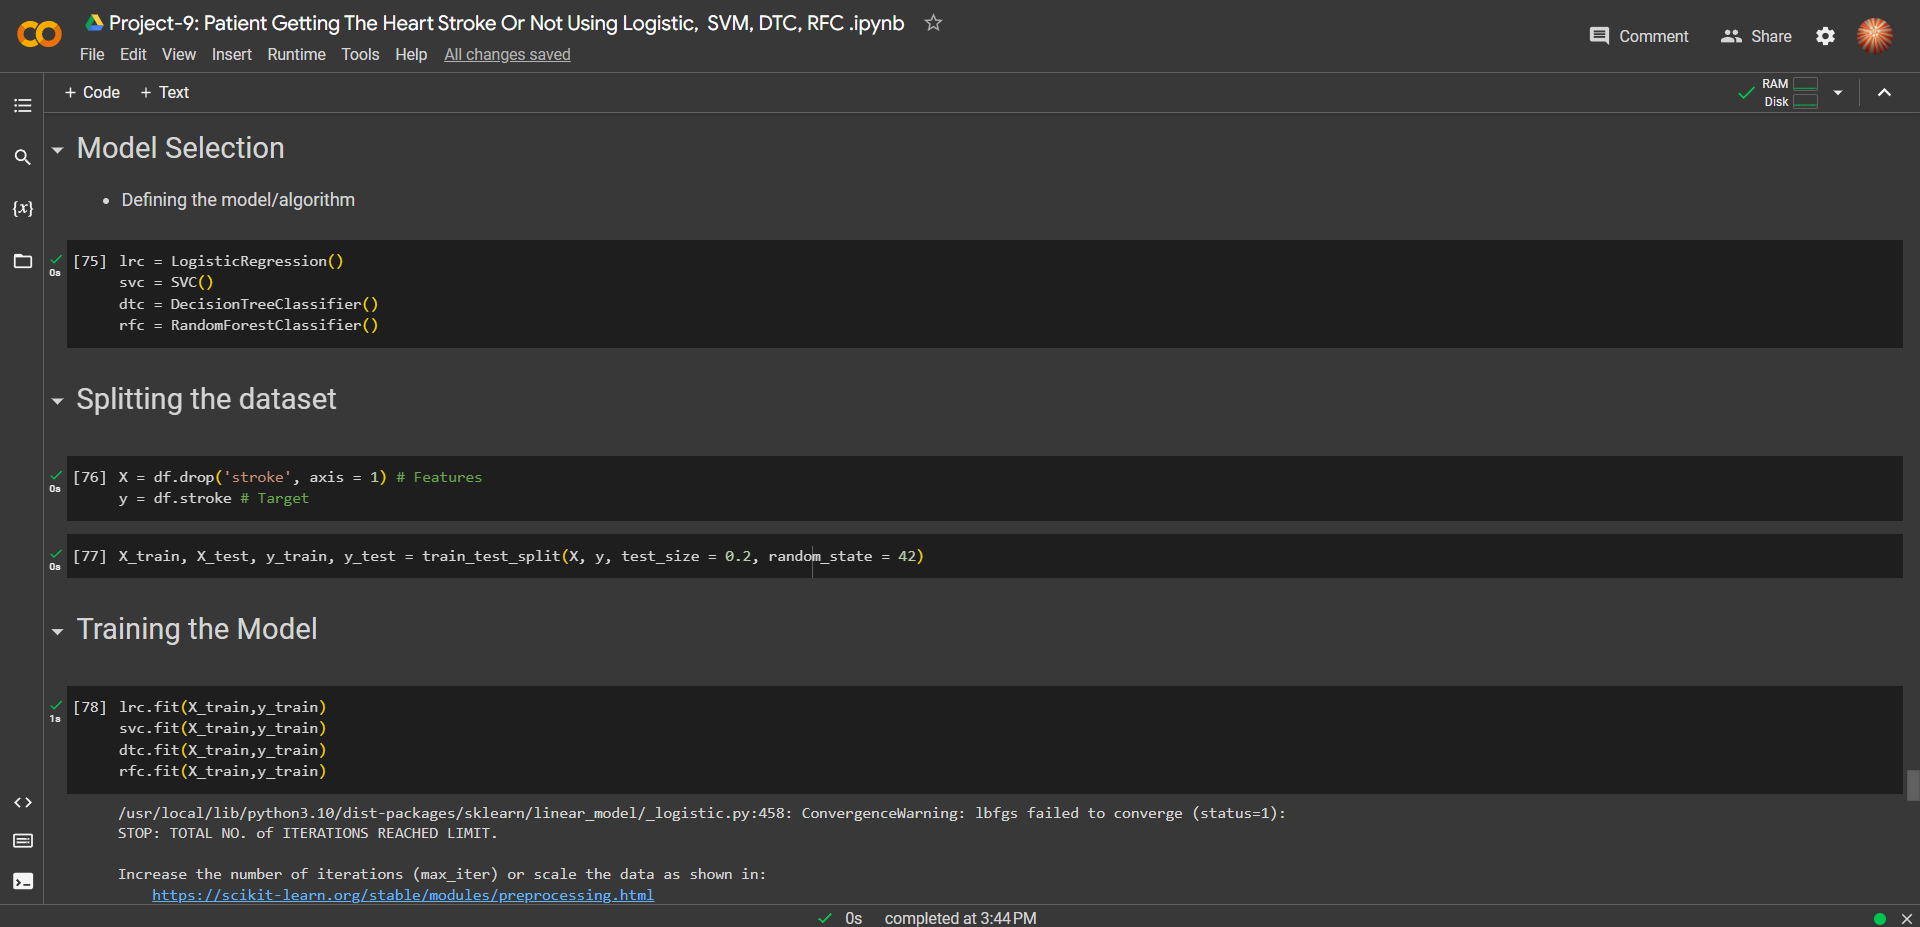 Project-9: Patient Getting The Heart Stroke Or Not Using Logistic,  SVM, DTC, RFC .ipynb
File Edit View Insert Runtime Tools Help All changes saved
Comment Share
+ Code + Text
RAM
Disk
Model Selection
• Defining the model/algorithm
0s
[75] lrc = LogisticRegression()
svc = SVC()
dtc = DecisionTreeClassifier()
rfc = RandomForestClassifier()
Splitting the dataset
0s
[76] X = df.drop('stroke', axis = 1) # Features
y = df.stroke # Target
0s
[77] X_train, X_test, y_train, y_test = train_test_split(X, y, test_size = 0.2, random_state = 42)
Training the Model
1s
[78] lrc.fit(X_train,y_train)
svc.fit(X_train,y_train)
dtc.fit(X_train,y_train)
rfc.fit(X_train,y_train)
/usr/local/lib/python3.10/dist-packages/sklearn/linear_model/_logistic.py:458: ConvergenceWarning: lbfgs failed to converge (status=1):
STOP: TOTAL NO. of ITERATIONS REACHED LIMIT.
Increase the number of iterations (max_iter) or scale the data as shown in:
https://scikit-learn.org/stable/modules/preprocessing.html
0s completed at 3:44 PM